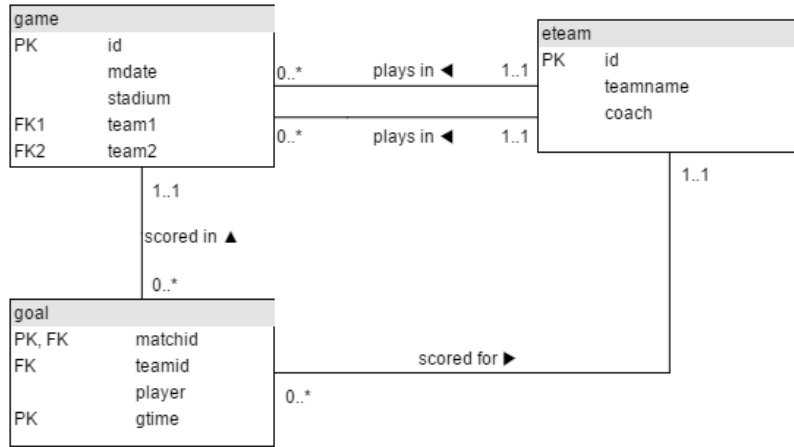 game
PK id
mdate
stadium
FK1 team1
FK2 team2
0..* plays in ◀ 1..1
0..* plays in ◀ 1..1
eteam
PK id
teamname
coach
1..1
scored in ▲
0..*
1..1
goal
PK, FK matchid
FK teamid
player
PK gtime
scored for ▶
0..*